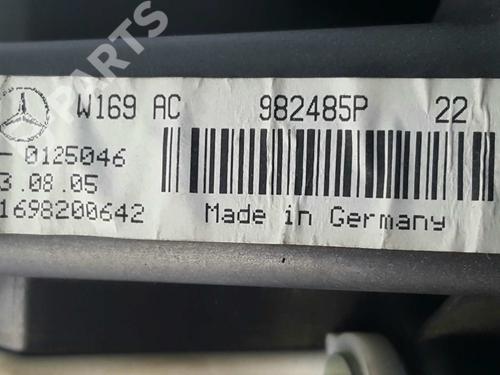 W169 AC 982485P 22
- 0125046
3.08.05
1698200642 Made in Germany
B PARTS